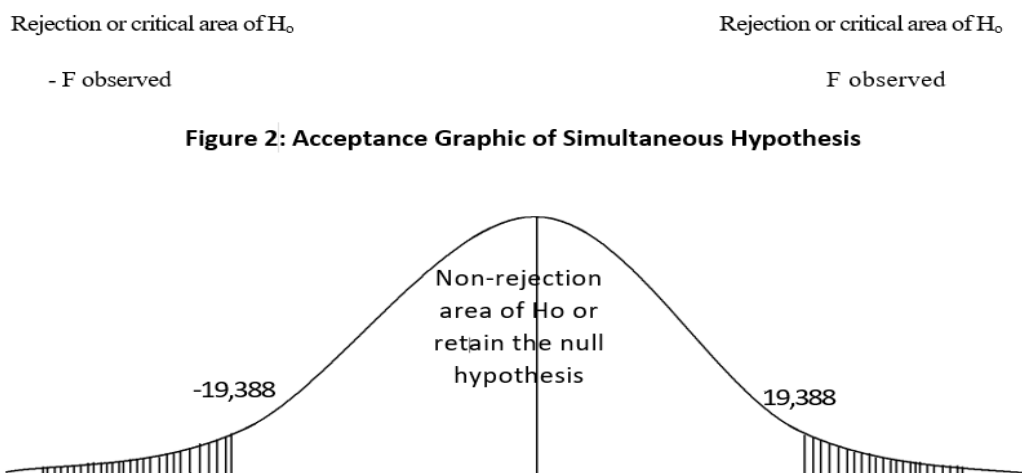 Rejection or critical area of Hₒ
Rejection or critical area of Hₒ
- F observed
F observed
Figure 2: Acceptance Graphic of Simultaneous Hypothesis
Non-rejection
area of Ho or
retain the null
hypothesis
-19,388
19,388